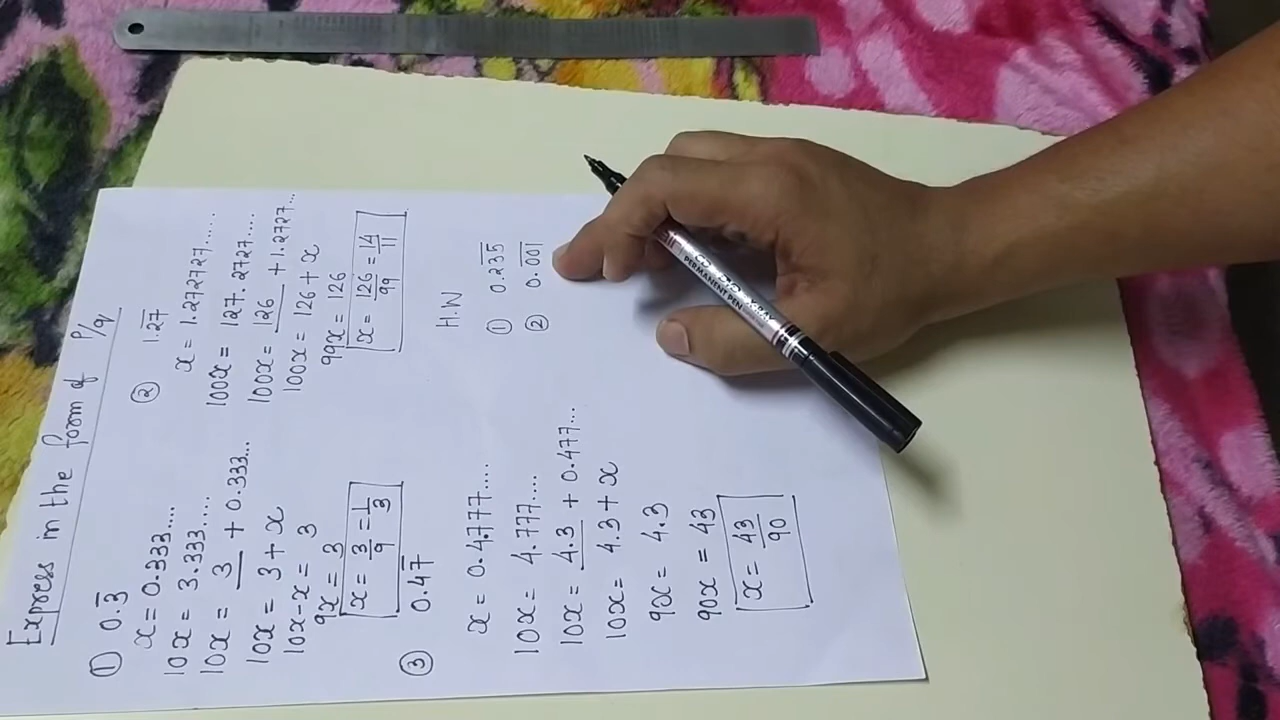 Express in the form of P/q
① 0.3̅
x = 0.333....
10x = 3.333.....
10x = 3 + 0.333...
10x = 3 + x
10x - x = 3
9x = 3
x = 3/9 = 1/3
② 1.2̅7̅
x = 1.272727......
100x = 127.2727.....
100x = 126 + 1.2727...
100x = 126 + x
99x = 126
x = 126/99 = 14/11
③ 0.47̅
x = 0.4777.....
10x = 4.777....
10x = 4.3 + 0.477...
10x = 4.3 + x
9x = 4.3
90x = 43
x = 43/90
H.W
① 0.23̅5̅
② 0.0̅0̅1̅
X-RAY
PERMANENT PEN